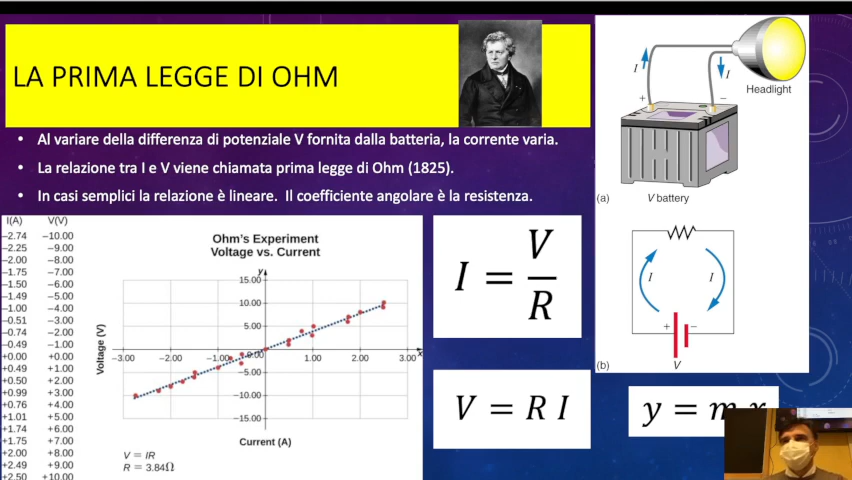 LA PRIMA LEGGE DI OHM
• Al variare della differenza di potenziale V fornita dalla batteria, la corrente varia.
• La relazione tra I e V viene chiamata prima legge di Ohm (1825).
• In casi semplici la relazione è lineare. Il coefficiente angolare è la resistenza.
I(A) V(V)
−2.74 −10.00
−2.25 −9.00
−2.00 −8.00
−1.75 −7.00
−1.50 −6.00
−1.49 −5.00
−1.00 −4.00
−0.51 −3.00
−0.74 −2.00
−0.49 −1.00
+0.00 +0.00
+0.49 +1.00
+0.50 +2.00
+0.99 +3.00
+0.76 +4.00
+1.01 +5.00
+1.74 +6.00
+1.75 +7.00
+2.00 +8.00
+2.49 +9.00
+2.50 +10.00
Ohm's Experiment
Voltage vs. Current
y
15.00
10.00
5.00
−3.00 −2.00 −1.00 0.00 1.00 2.00 3.00 x
−5.00
−10.00
−15.00
Voltage (V)
Current (A)
V = IR
R = 3.84Ω
I = V/R
V = R I
I
I
+ −
Headlight
(a) V battery
I I
+ −
(b) V
y = m x